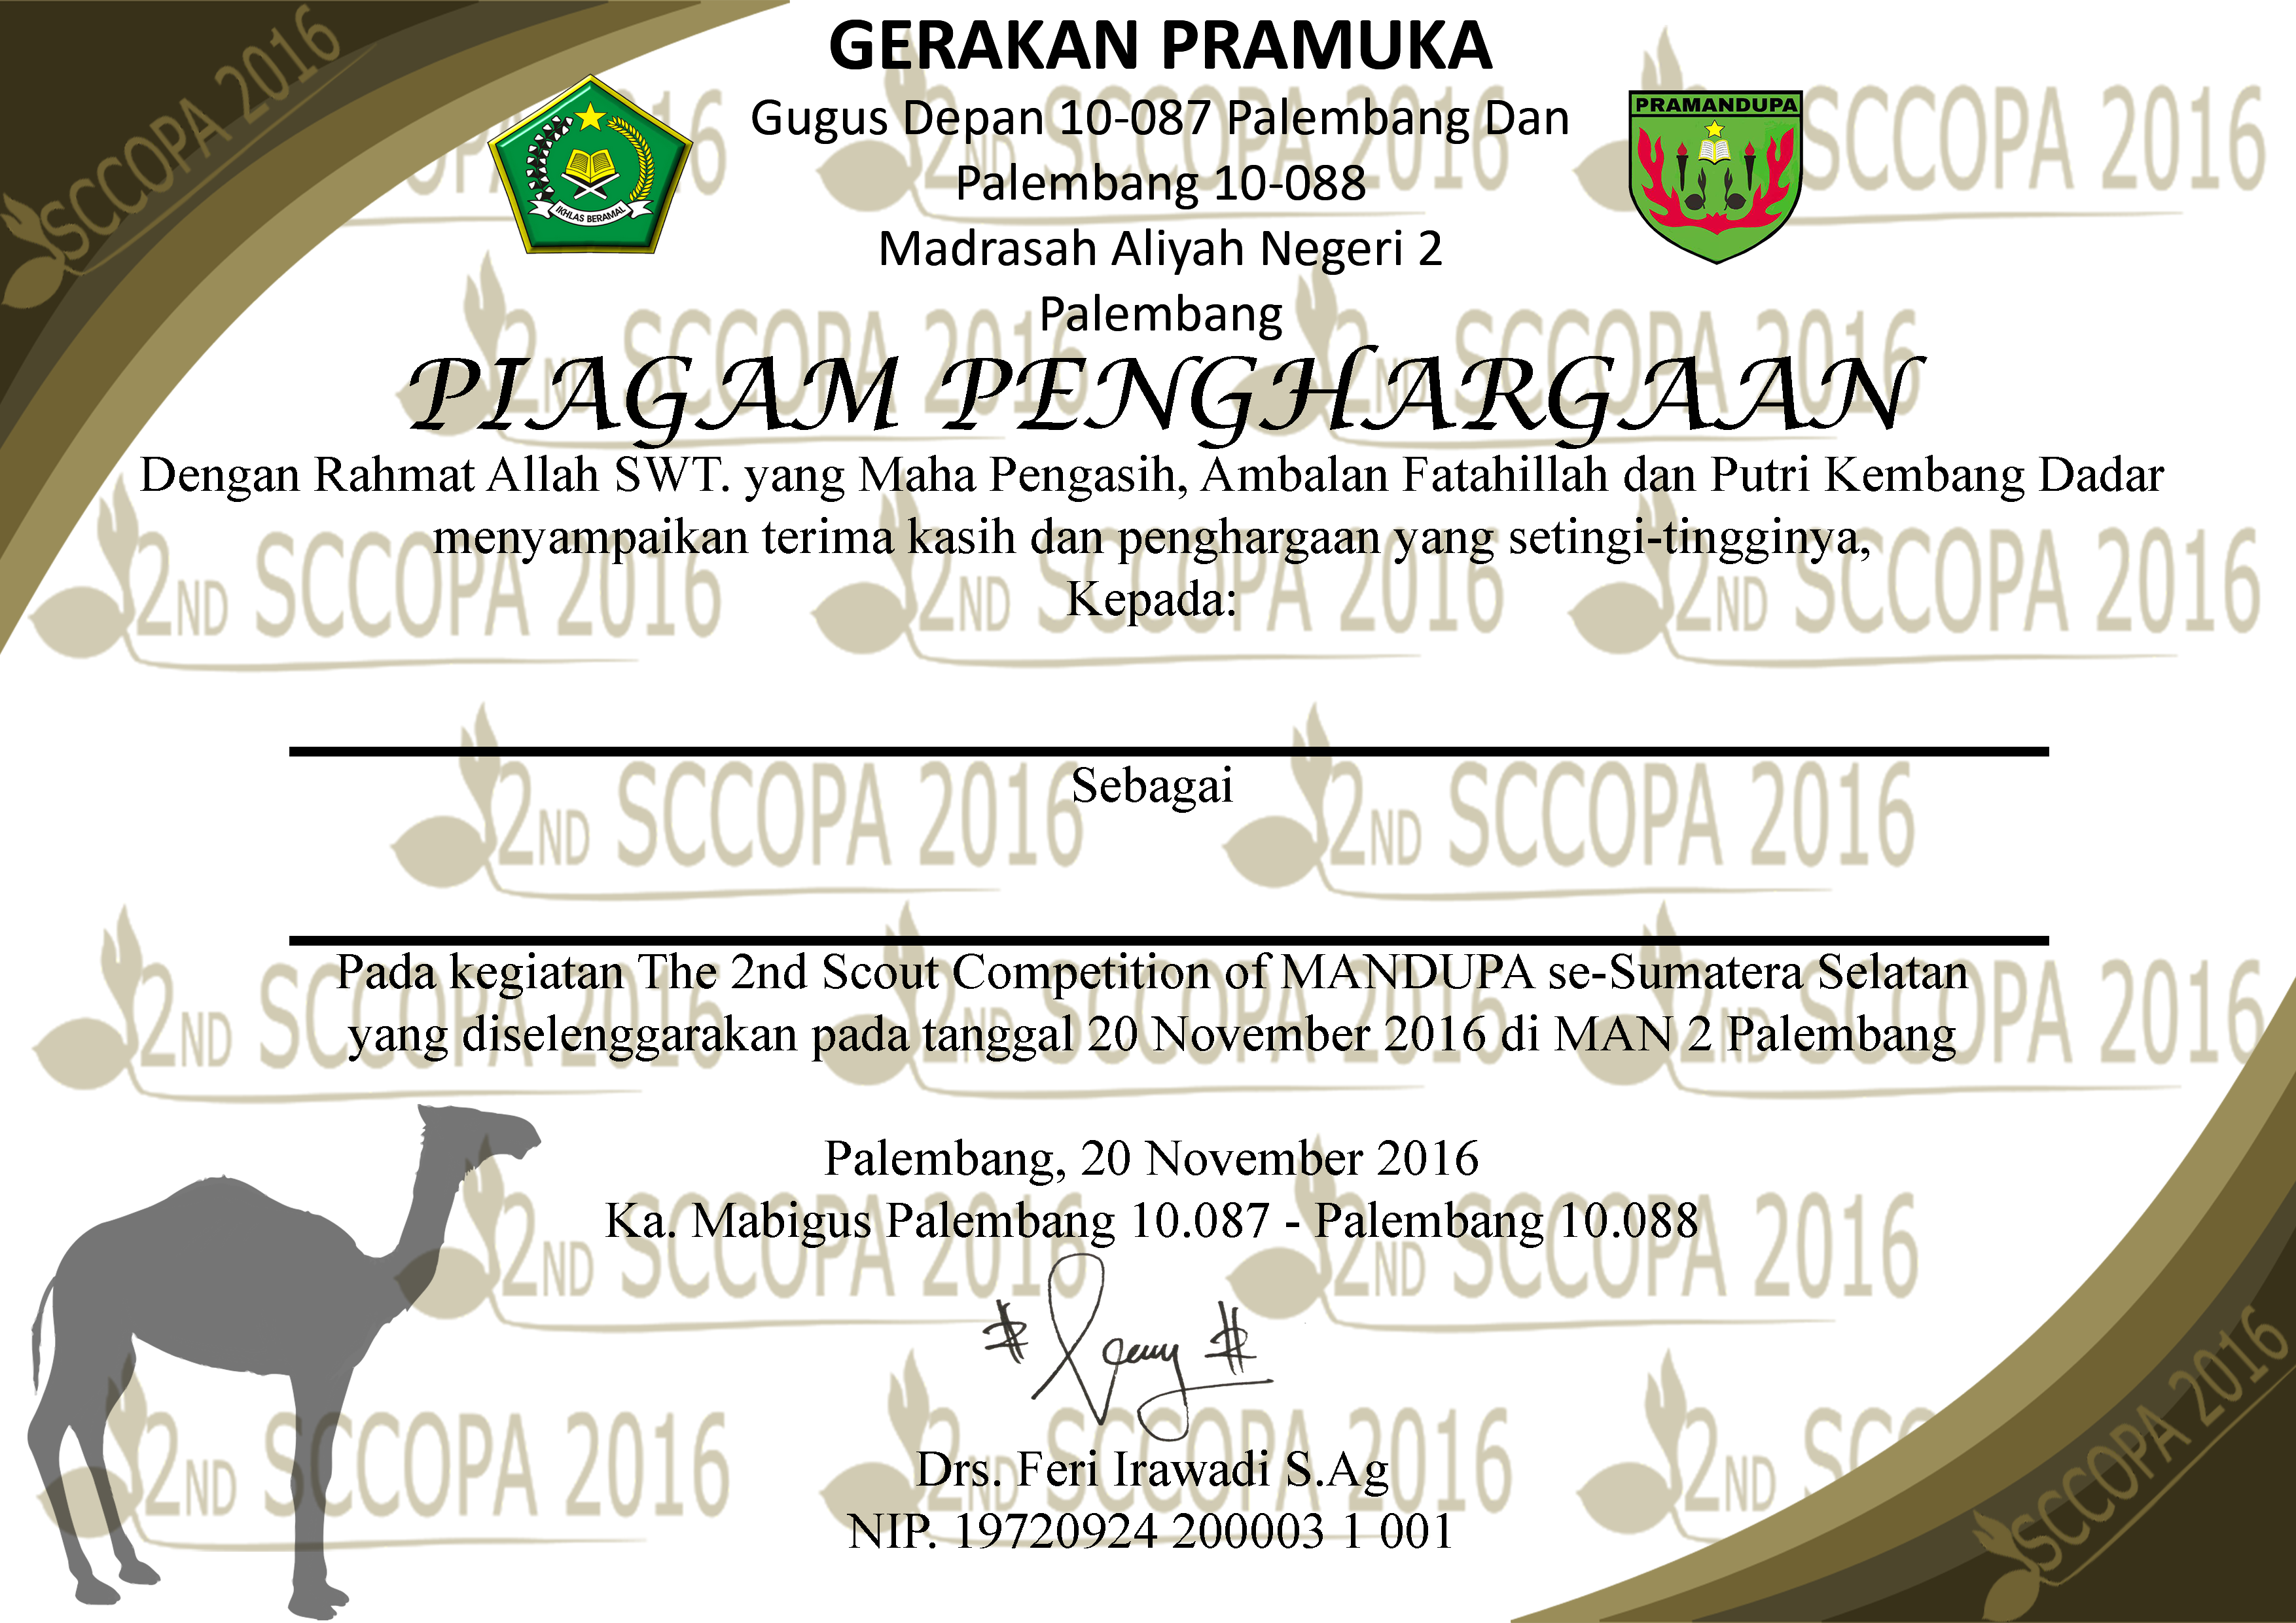 GERAKAN PRAMUKA
Gugus Depan 10-087 Palembang Dan
Palembang 10-088
Madrasah Aliyah Negeri 2
Palembang
IKHLAS BERAMAL
PRAMANDUPA
PIAGAM PENGHARGAAN
Dengan Rahmat Allah SWT. yang Maha Pengasih, Ambalan Fatahillah dan Putri Kembang Dadar
menyampaikan terima kasih dan penghargaan yang setingi-tingginya,
Kepada:
Sebagai
Pada kegiatan The 2nd Scout Competition of MANDUPA se-Sumatera Selatan
yang diselenggarakan pada tanggal 20 November 2016 di MAN 2 Palembang
Palembang, 20 November 2016
Ka. Mabigus Palembang 10.087 - Palembang 10.088
Drs. Feri Irawadi S.Ag
NIP. 19720924 200003 1 001
2ND SCCOPA 2016